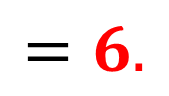 = 6.